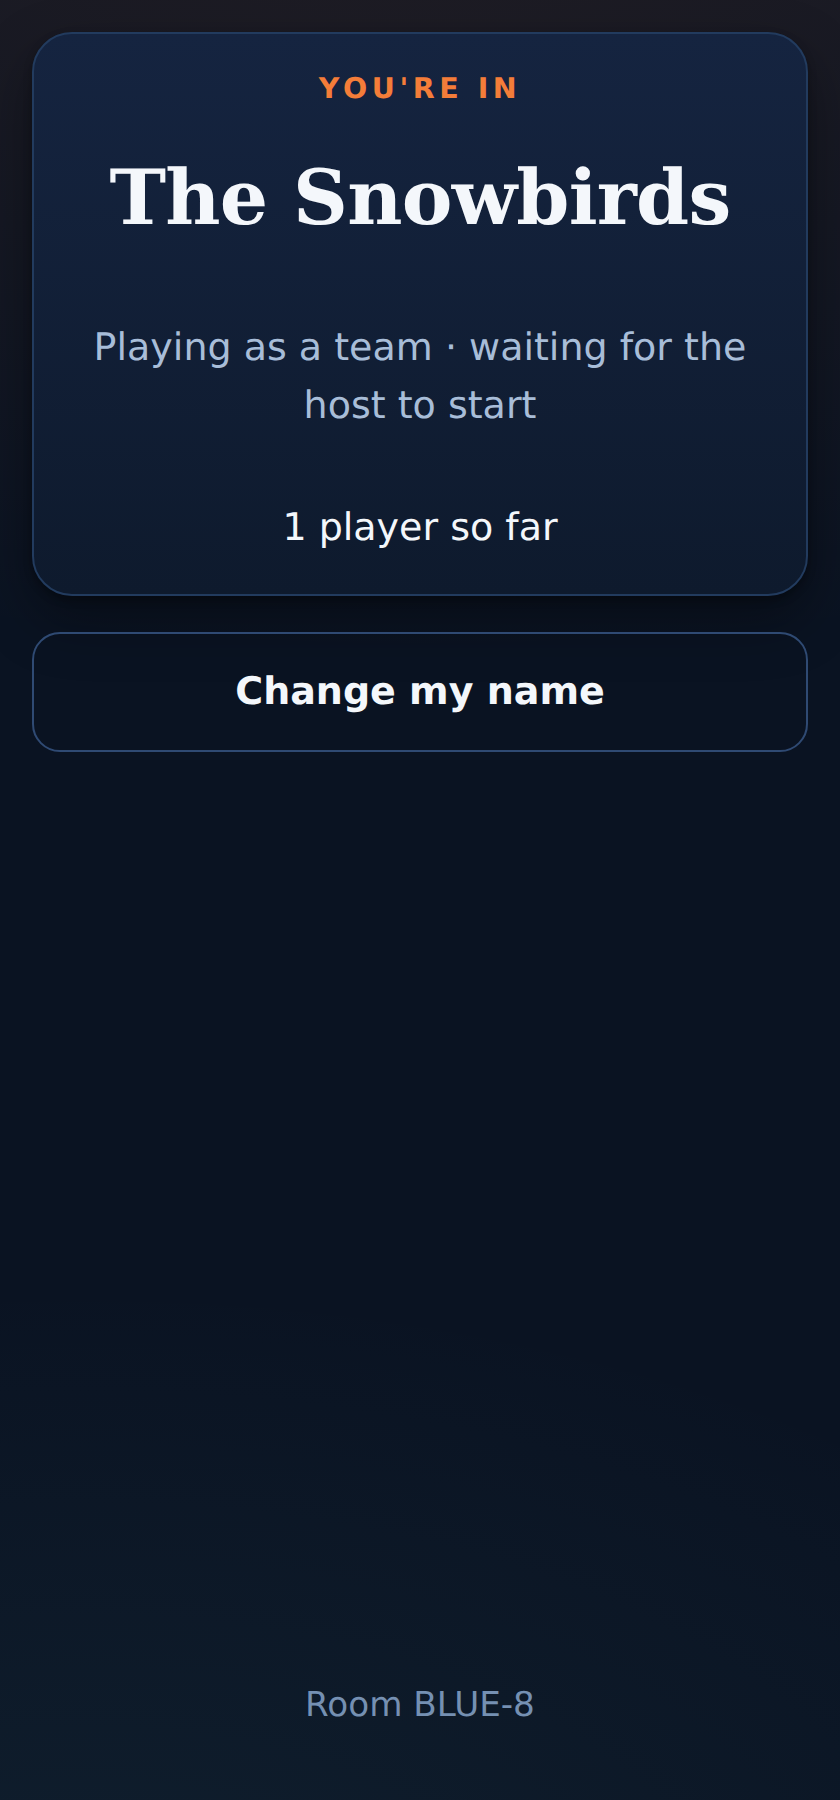 YOU'RE IN
The Snowbirds
Playing as a team · waiting for the
host to start
1 player so far
Change my name
Room BLUE-8